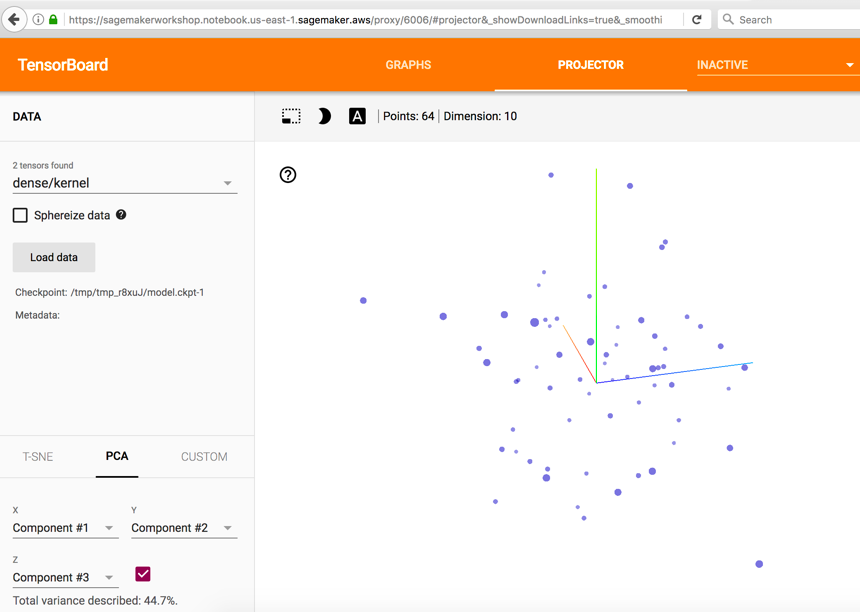 https://sagemakerworkshop.notebook.us-east-1.sagemaker.aws/proxy/6006/#projector&_showDownloadLinks=true&_smoothi
Search
TensorBoard
GRAPHS
PROJECTOR
INACTIVE
DATA
A
Points: 64
Dimension: 10
2 tensors found
dense/kernel
Sphereize data ?
Load data
Checkpoint: /tmp/tmp_r8xuJ/model.ckpt-1
Metadata:
?
T-SNE
PCA
CUSTOM
X
Y
Component #1
Component #2
Z
Component #3
Total variance described: 44.7%.